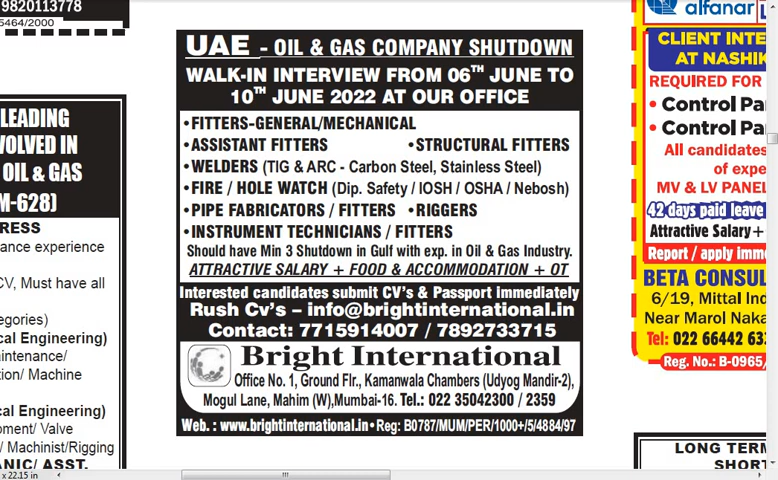 9820113778
5464/2000
LEADING
VOLVED IN
OIL & GAS
M-628)
RESS
ance experience
CV, Must have all
egories)
cal Engineering)
aintenance/
tion/ Machine
cal Engineering)
pment/ Valve
/ Machinist/Rigging
ANIC/ ASST.
x 22.15 in
UAE - OIL & GAS COMPANY SHUTDOWN
WALK-IN INTERVIEW FROM 06TH JUNE TO
10TH JUNE 2022 AT OUR OFFICE
•FITTERS-GENERAL/MECHANICAL
•ASSISTANT FITTERS •STRUCTURAL FITTERS
•WELDERS (TIG & ARC - Carbon Steel, Stainless Steel)
•FIRE / HOLE WATCH (Dip. Safety / IOSH / OSHA / Nebosh)
•PIPE FABRICATORS / FITTERS •RIGGERS
•INSTRUMENT TECHNICIANS / FITTERS
Should have Min 3 Shutdown in Gulf with exp. in Oil & Gas Industry.
ATTRACTIVE SALARY + FOOD & ACCOMMODATION + OT
Interested candidates submit CV's & Passport immediately
Rush Cv's – info@brightinternational.in
Contact: 7715914007 / 7892733715
Bright International
Office No. 1, Ground Flr., Kamanwala Chambers (Udyog Mandir-2),
Mogul Lane, Mahim (W),Mumbai-16. Tel.: 022 35042300 / 2359
Web. : www.brightinternational.in • Reg: B0787/MUM/PER/1000+/5/4884/97
alfanar
CLIENT INTE
AT NASHIK
REQUIRED FOR
• Control Pa
• Control Pa
All candidates
of expe
MV & LV PANEL
42 days paid leave
Attractive Salary +
Report / apply imme
BETA CONSUL
6/19, Mittal Ind
Near Marol Naka
Tel: 022 66442 63
Reg. No.: B-0965/
LONG TERM
SHORT